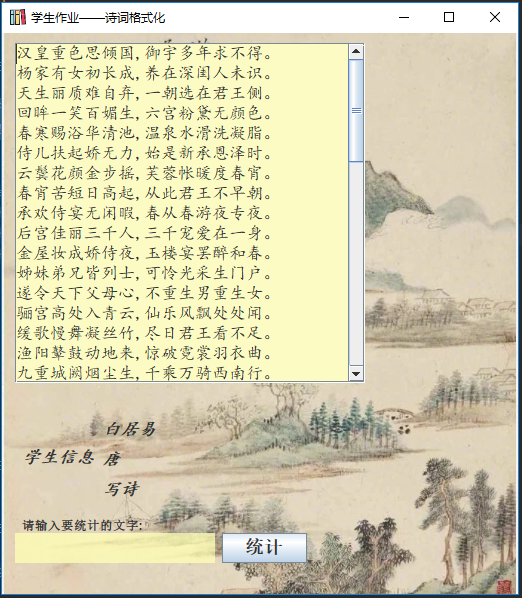 学生作业——诗词格式化
汉皇重色思倾国,御宇多年求不得。
杨家有女初长成,养在深闺人未识。
天生丽质难自弃,一朝选在君王侧。
回眸一笑百媚生,六宫粉黛无颜色。
春寒赐浴华清池,温泉水滑洗凝脂。
侍儿扶起娇无力,始是新承恩泽时。
云鬓花颜金步摇,芙蓉帐暖度春宵。
春宵苦短日高起,从此君王不早朝。
承欢侍宴无闲暇,春从春游夜专夜。
后宫佳丽三千人,三千宠爱在一身。
金屋妆成娇侍夜,玉楼宴罢醉和春。
姊妹弟兄皆列士,可怜光采生门户。
遂令天下父母心,不重生男重生女。
骊宫高处入青云,仙乐风飘处处闻。
缓歌慢舞凝丝竹,尽日君王看不足。
渔阳鼙鼓动地来,惊破霓裳羽衣曲。
九重城阙烟尘生,千乘万骑西南行。
白居易
学生信息 唐
写诗
请输入要统计的文字:
统计